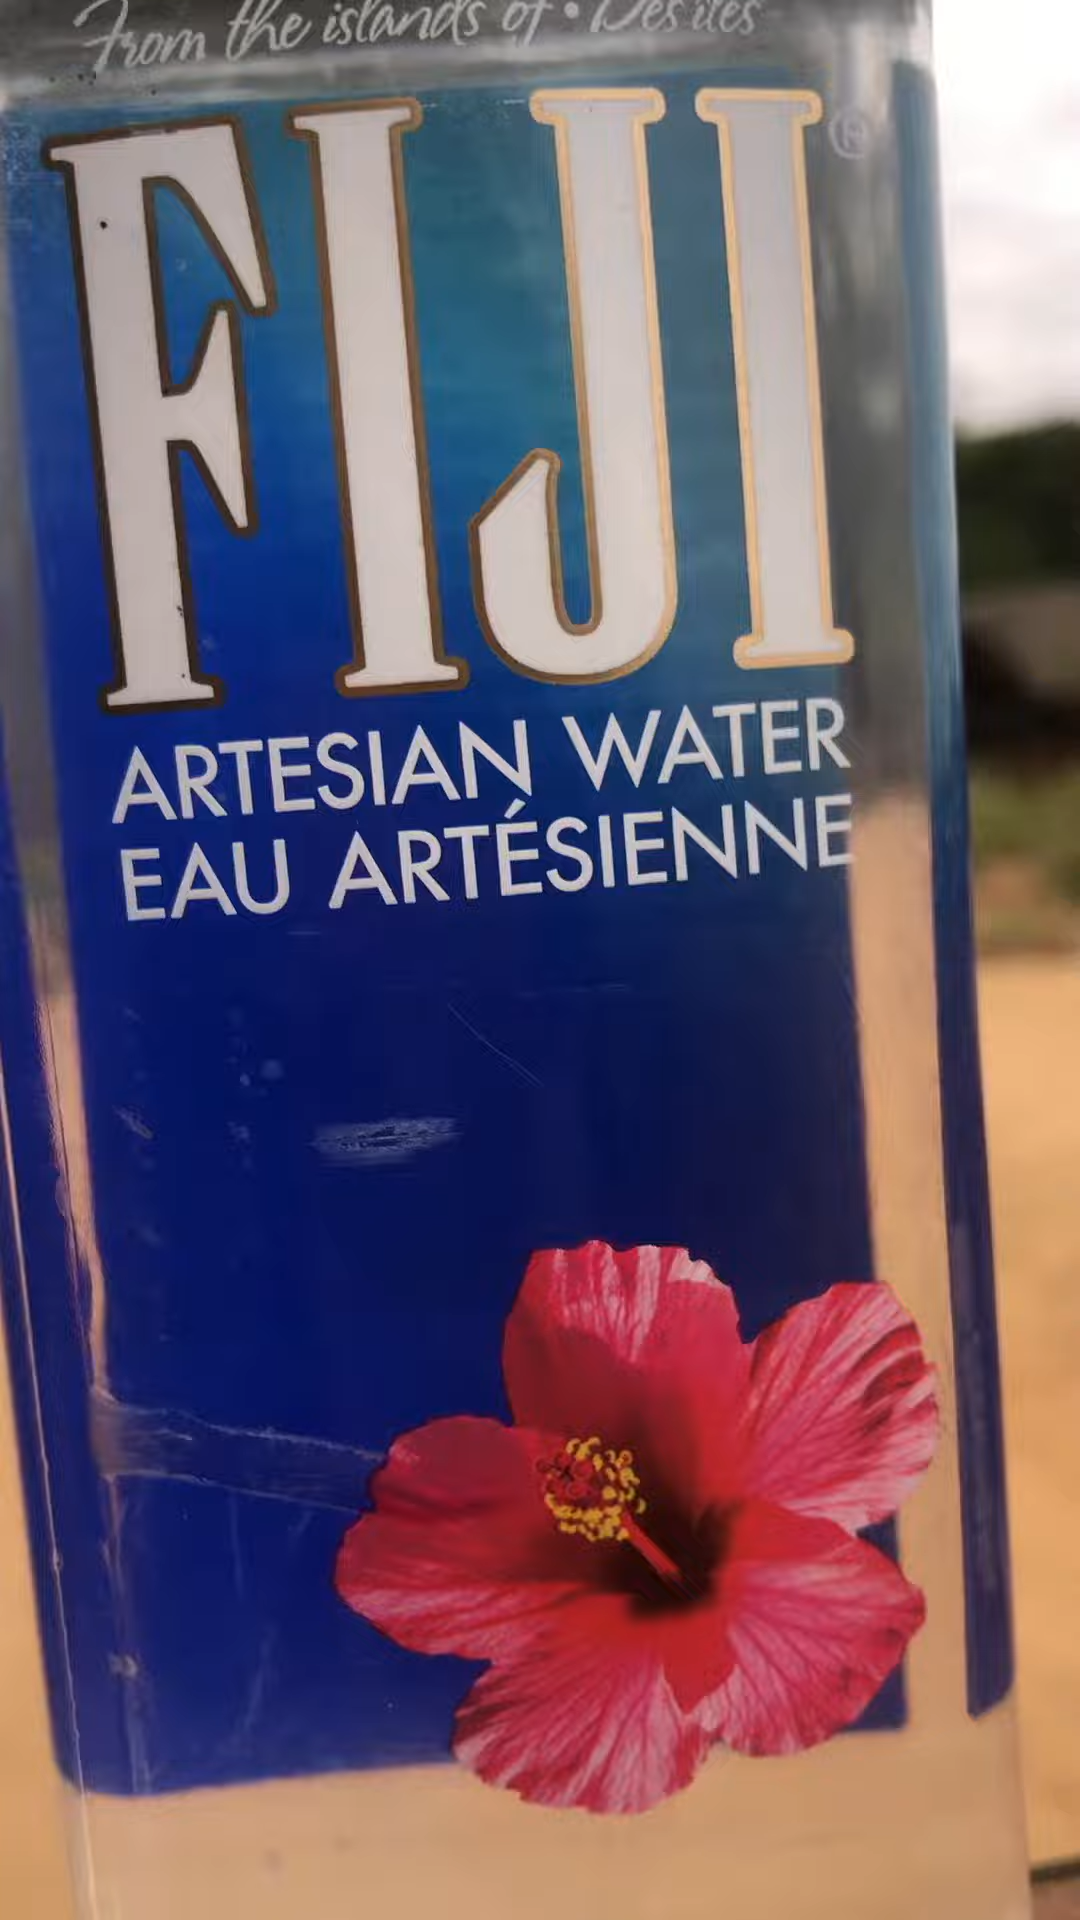 From the islands of • Des îles
FIJI®
ARTESIAN WATER
EAU ARTÉSIENNE